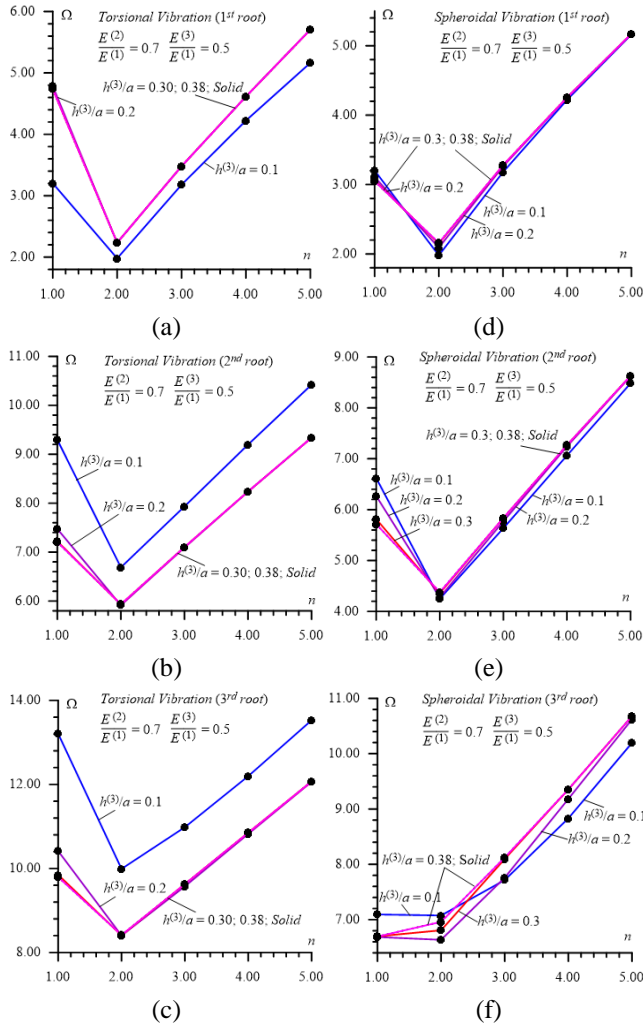 6.00 Ω Torsional Vibration (1st root)
E(2)/E(1) = 0.7 E(3)/E(1) = 0.5
5.00
h(3)/a = 0.30; 0.38; Solid
h(3)/a = 0.2
4.00
h(3)/a = 0.1
3.00
2.00
n
1.00 2.00 3.00 4.00 5.00
(a)
Ω Spheroidal Vibration (1st root)
E(2)/E(1) = 0.7 E(3)/E(1) = 0.5
5.00
4.00
h(3)/a = 0.3; 0.38; Solid
3.00
h(3)/a = 0.2
h(3)/a = 0.1
h(3)/a = 0.2
2.00
n
1.00 2.00 3.00 4.00 5.00
(d)
11.00 Ω Torsional Vibration (2nd root)
E(2)/E(1) = 0.7 E(3)/E(1) = 0.5
10.00
9.00
h(3)/a = 0.1
8.00
h(3)/a = 0.2
7.00
h(3)/a = 0.30; 0.38; Solid
6.00
n
1.00 2.00 3.00 4.00 5.00
(b)
9.00 Ω Spheroidal Vibration (2nd root)
E(2)/E(1) = 0.7 E(3)/E(1) = 0.5
8.00
h(3)/a = 0.3; 0.38; Solid
7.00
h(3)/a = 0.1
h(3)/a = 0.2
6.00
h(3)/a = 0.3
h(3)/a = 0.1
h(3)/a = 0.2
5.00
4.00
n
1.00 2.00 3.00 4.00 5.00
(e)
14.00 Ω Torsional Vibration (3rd root)
E(2)/E(1) = 0.7 E(3)/E(1) = 0.5
12.00
h(3)/a = 0.1
10.00
h(3)/a = 0.2
h(3)/a = 0.30; 0.38; Solid
8.00
n
1.00 2.00 3.00 4.00 5.00
(c)
11.00 Ω Spheroidal Vibration (3rd root)
E(2)/E(1) = 0.7 E(3)/E(1) = 0.5
10.00
9.00
h(3)/a = 0.1
h(3)/a = 0.2
8.00
h(3)/a = 0.38; Solid
h(3)/a = 0.1
7.00
h(3)/a = 0.3
n
1.00 2.00 3.00 4.00 5.00
(f)